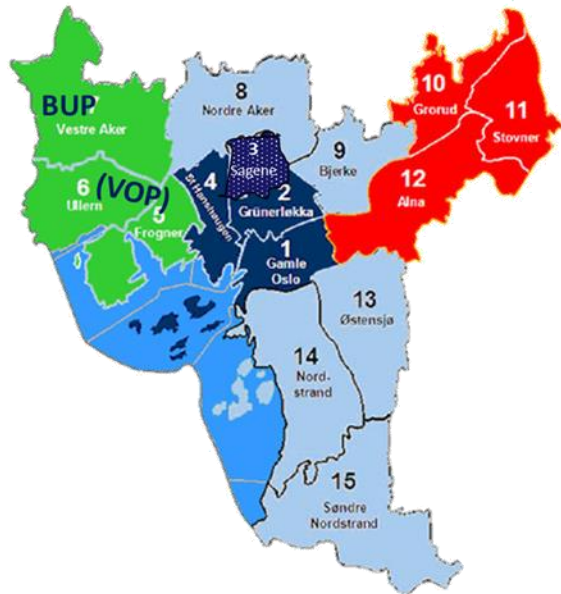 BUP
Vestre Aker
8
Nordre Aker
10
Grorud
11
Stovner
3
Sagene
9
Bjerke
6
Ullern
(VOP)
5
Frogner
4
St Hanshaugen
2
Grünerløkka
12
Alna
1
Gamle
Oslo
13
Østensjø
14
Nord-
strand
15
Søndre
Nordstrand